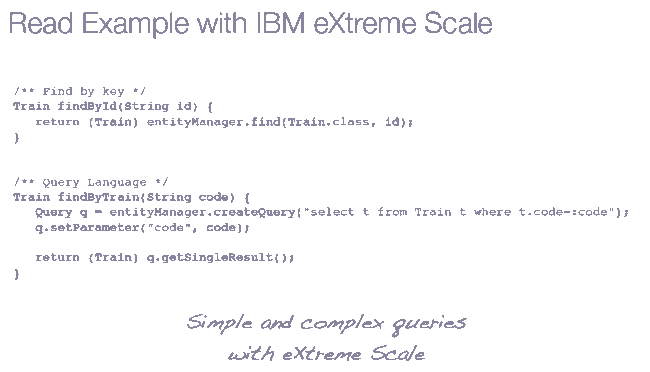 Read Example with IBM eXtreme Scale
/** Find by key */
Train findById(String id) {
return (Train) entityManager.find(Train.class, id);
}
/** Query Language */
Train findByTrain(String code) {
Query q = entityManager.createQuery("select t from Train t where t.code=:code");
q.setParameter("code", code);
return (Train) q.getSingleResult();
}
Simple and complex queries
with eXtreme Scale